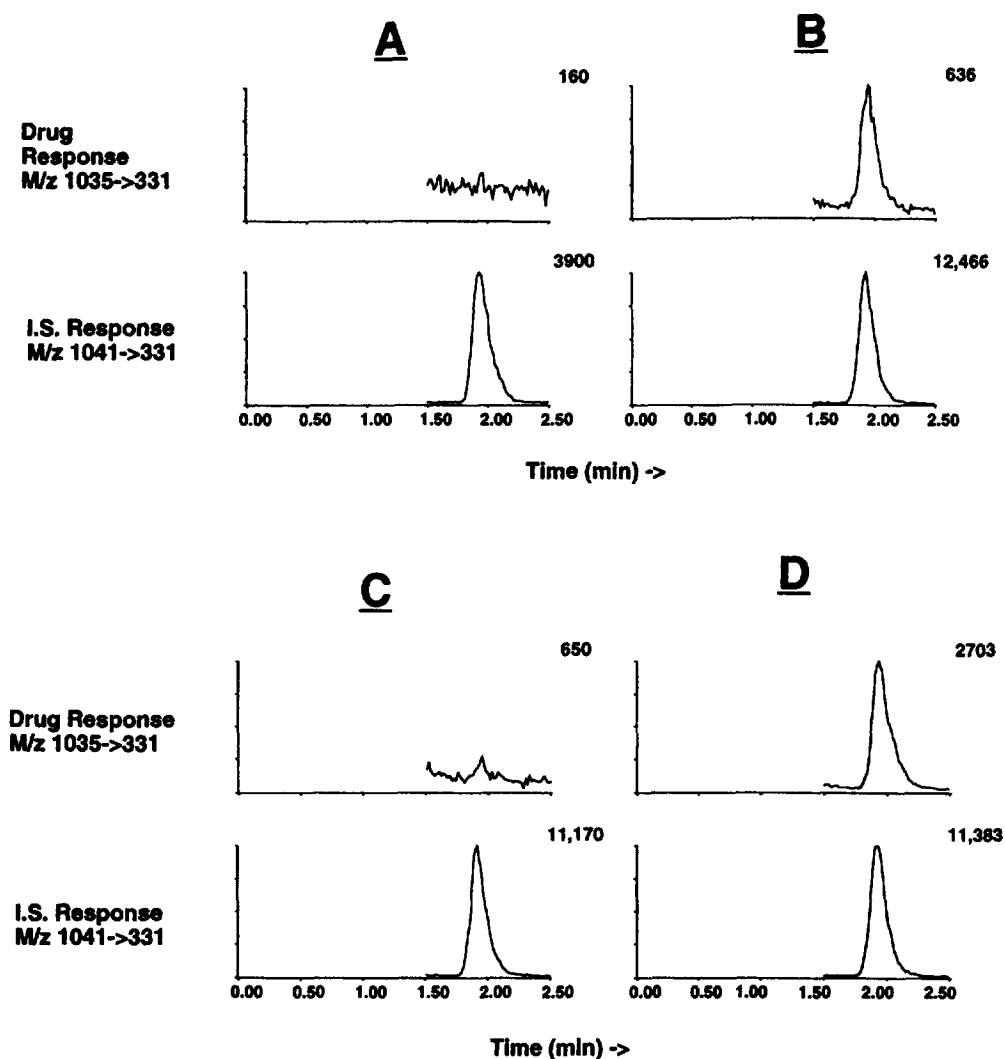 A
B
160
636
Drug
Response
M/z 1035->331
3900
12,466
I.S. Response
M/z 1041->331
0.00 0.50 1.00 1.50 2.00 2.50
0.00 0.50 1.00 1.50 2.00 2.50
Time (min) ->
C
D
650
2703
Drug Response
M/z 1035->331
11,170
11,383
I.S. Response
M/z 1041->331
0.00 0.50 1.00 1.50 2.00 2.50
0.00 0.50 1.00 1.50 2.00 2.50
Time (min) ->